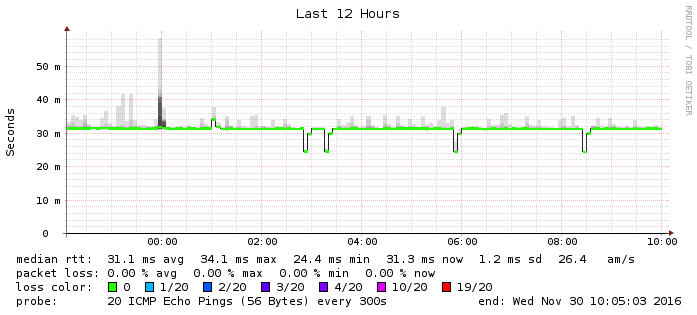 Last 12 Hours
RRDTOOL / TOBI OETIKER
Seconds
50 m
40 m
30 m
20 m
10 m
0
00:00 02:00 04:00 06:00 08:00 10:00
median rtt: 31.1 ms avg 34.1 ms max 24.4 ms min 31.3 ms now 1.2 ms sd 26.4 am/s
packet loss: 0.00 % avg 0.00 % max 0.00 % min 0.00 % now
loss color: 0 1/20 2/20 3/20 4/20 10/20 19/20
probe: 20 ICMP Echo Pings (56 Bytes) every 300s end: Wed Nov 30 10:05:03 2016